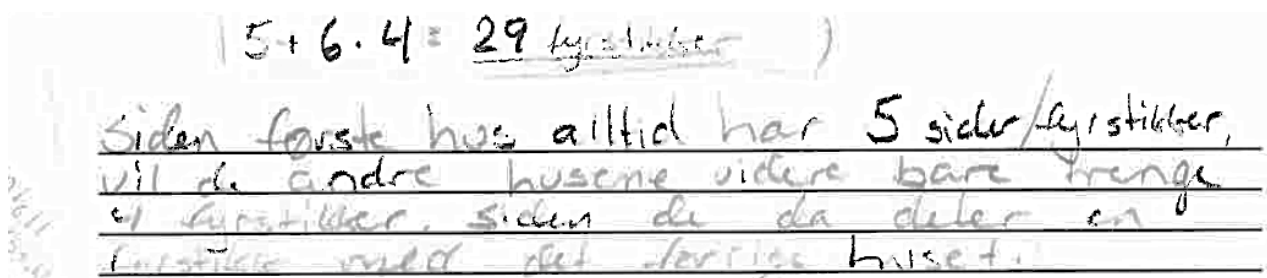 5+6·4= 29 fyrstikker
Siden første hus alltid har 5 sider/fyrstikker,
vil de andre husene videre bare trenge
4 fyrstikker. siden de da deler en
fyrstikk med det forrige huset.